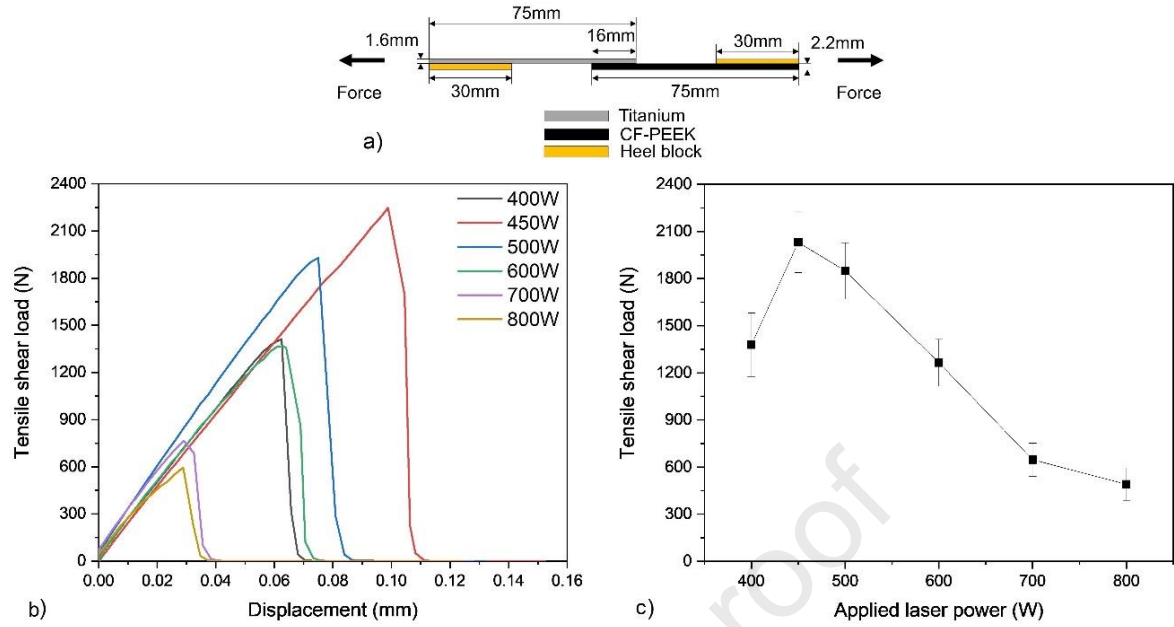 75mm
1.6mm
16mm
30mm
2.2mm
Force
30mm
75mm
Force
Titanium
CF-PEEK
Heel block
a)
2400
2100
1800
1500
1200
900
600
300
0
0.00 0.02 0.04 0.06 0.08 0.10 0.12 0.14 0.16
Tensile shear load (N)
Displacement (mm)
400W
450W
500W
600W
700W
800W
b)
2400
2100
1800
1500
1200
900
600
300
0
400 500 600 700 800
Tensile shear load (N)
Applied laser power (W)
c)
roof